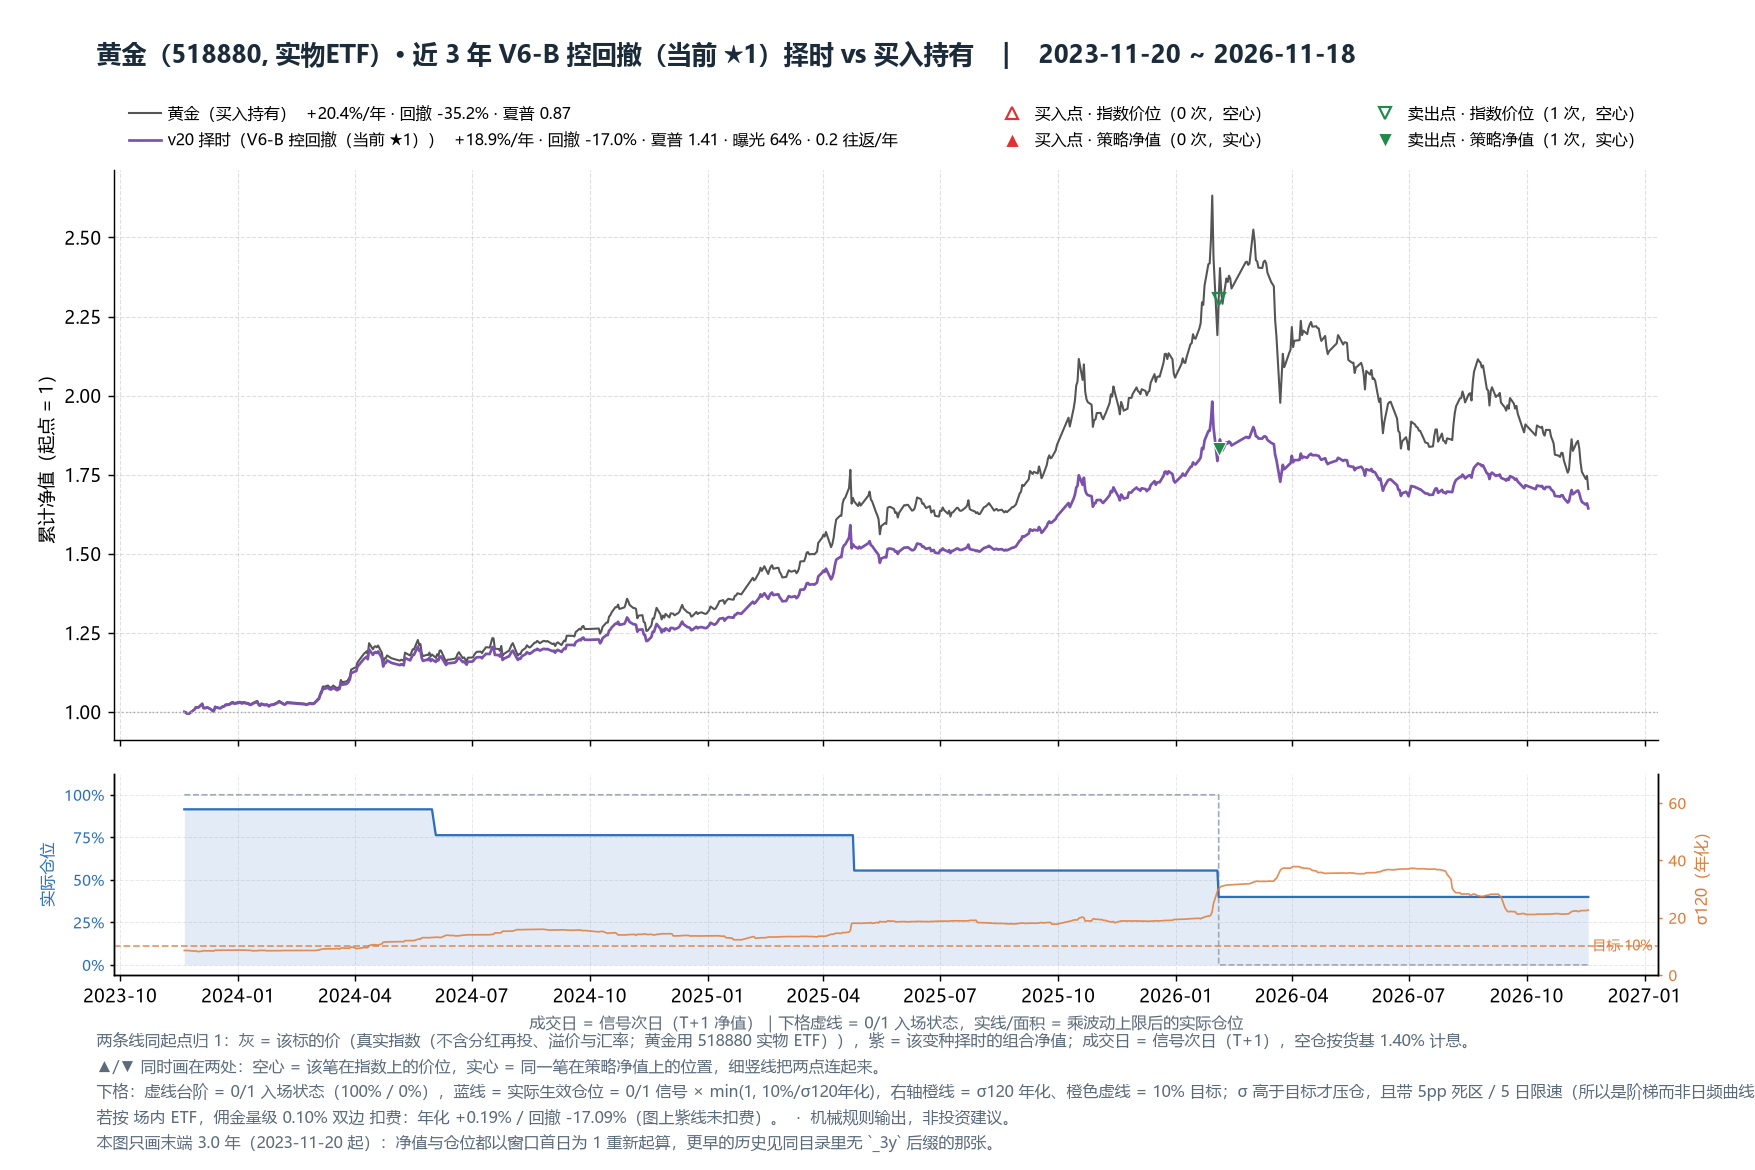 黄金（518880, 实物ETF）• 近 3 年 V6-B 控回撤（当前 ★1）择时 vs 买入持有 | 2023-11-20 ~ 2026-11-18
黄金（买入持有） +20.4%/年 · 回撤 -35.2% · 夏普 0.87
v20 择时（V6-B 控回撤（当前 ★1）） +18.9%/年 · 回撤 -17.0% · 夏普 1.41 · 曝光 64% · 0.2 往返/年
买入点 · 指数价位（0 次，空心）
买入点 · 策略净值（0 次，实心）
卖出点 · 指数价位（1 次，空心）
卖出点 · 策略净值（1 次，实心）
累计净值（起点 = 1）
2.50
2.25
2.00
1.75
1.50
1.25
1.00
实际仓位
100%
75%
50%
25%
0%
60
40
20
0
σ120（年化）
目标 10%
2023-10
2024-01
2024-04
2024-07
2024-10
2025-01
2025-04
2025-07
2025-10
2026-01
2026-04
2026-07
2026-10
2027-01
成交日 = 信号次日（T+1 净值）｜下格虚线 = 0/1 入场状态，实线/面积 = 乘波动上限后的实际仓位
两条线同起点归 1：灰 = 该标的价（真实指数（不含分红再投、溢价与汇率；黄金用 518880 实物 ETF）），紫 = 该变种择时的组合净值；成交日 = 信号次日（T+1），空仓按货基 1.40% 计息。
▲/▼ 同时画在两处：空心 = 该笔在指数上的价位，实心 = 同一笔在策略净值上的位置，细竖线把两点连起来。
下格：虚线台阶 = 0/1 入场状态（100% / 0%），蓝线 = 实际生效仓位 = 0/1 信号 × min(1, 10%/σ120年化)，右轴橙线 = σ120 年化、橙色虚线 = 10% 目标；σ 高于目标才压仓，且带 5pp 死区 / 5 日限速（所以是阶梯而非日频曲线
若按 场内 ETF，佣金量级 0.10% 双边 扣费：年化 +0.19% / 回撤 -17.09%（图上紫线未扣费）。 · 机械规则输出，非投资建议。
本图只画末端 3.0 年（2023-11-20 起）：净值与仓位都以窗口首日为 1 重新起算，更早的历史见同目录里无 `_3y` 后缀的那张。